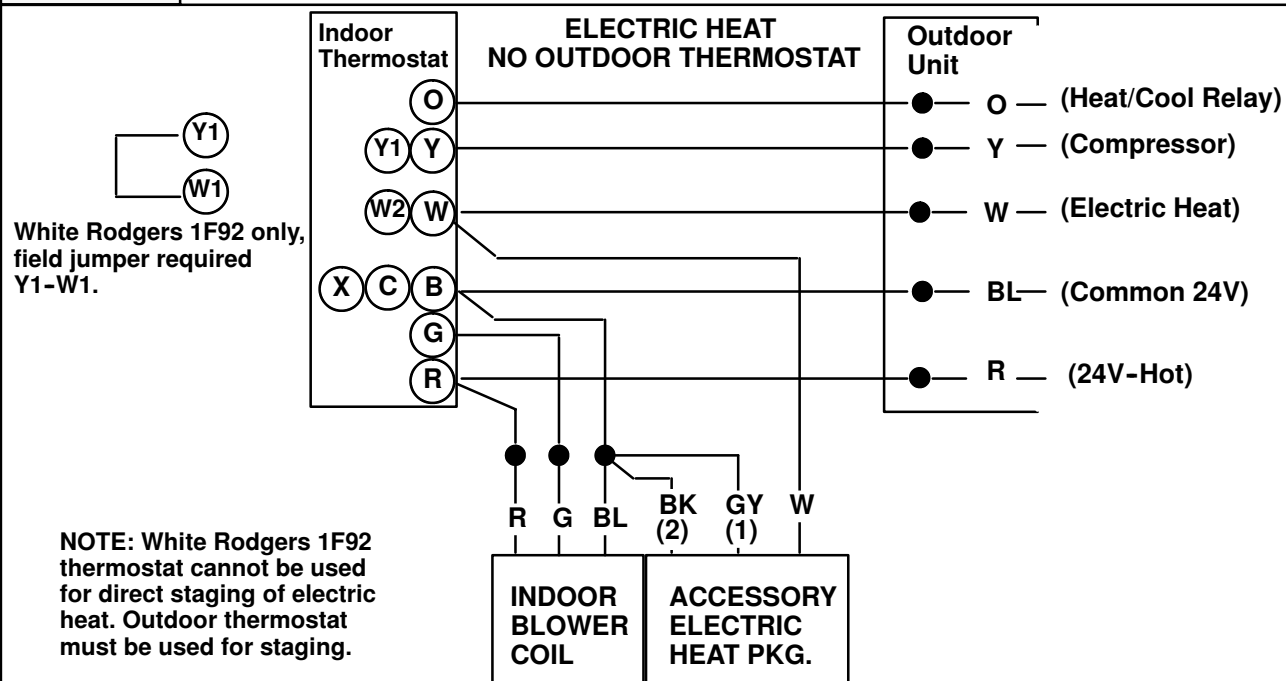 ELECTRIC HEAT
NO OUTDOOR THERMOSTAT
Indoor
Thermostat
Outdoor
Unit
O
Y1 Y
W2 W
X C B
G
R
O (Heat/Cool Relay)
Y (Compressor)
W (Electric Heat)
BL (Common 24V)
R (24V-Hot)
Y1
W1
White Rodgers 1F92 only,
field jumper required
Y1-W1.
R G BL BK GY W
(2) (1)
NOTE: White Rodgers 1F92
thermostat cannot be used
for direct staging of electric
heat. Outdoor thermostat
must be used for staging.
INDOOR
BLOWER
COIL
ACCESSORY
ELECTRIC
HEAT PKG.